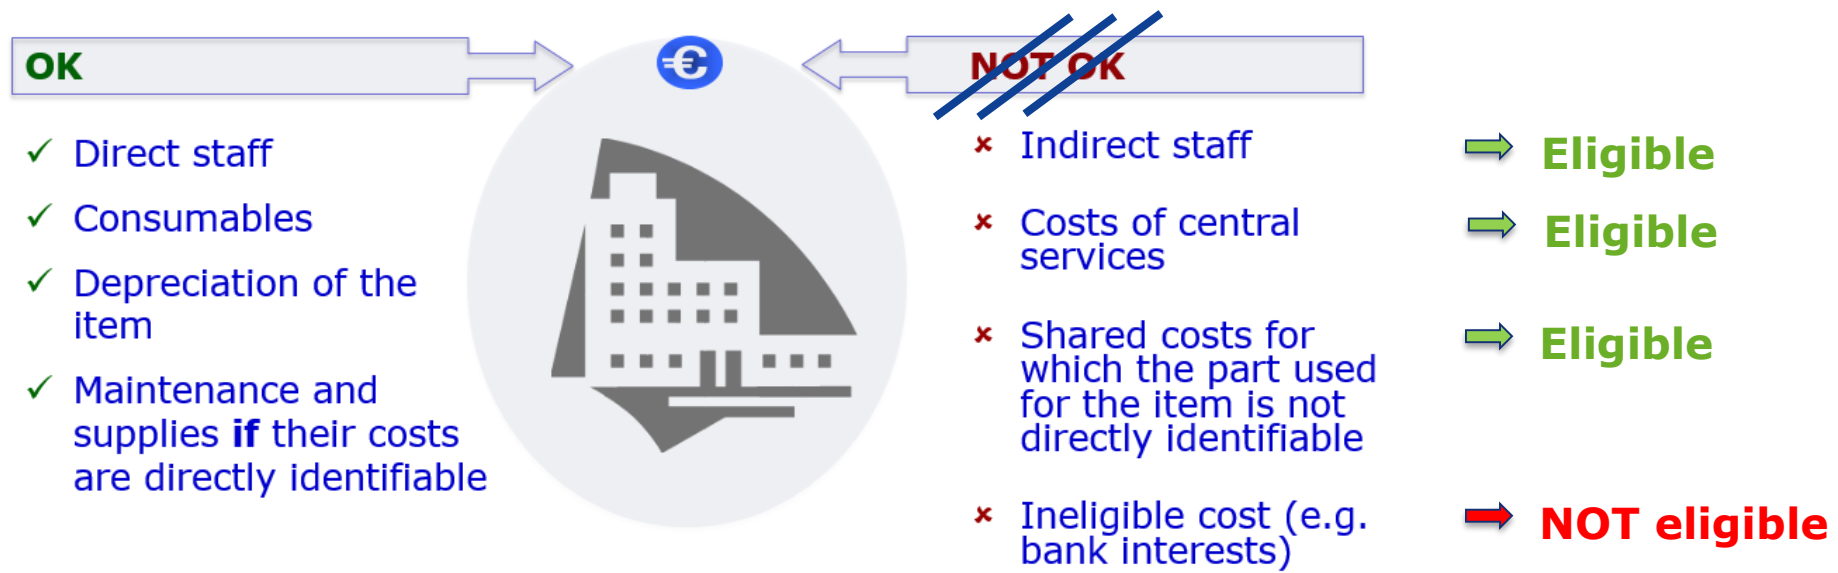 OK
€
NOT OK
✓ Direct staff
✓ Consumables
✓ Depreciation of the
item
✓ Maintenance and
supplies if their costs
are directly identifiable
× Indirect staff
Eligible
× Costs of central
services
Eligible
× Shared costs for
which the part used
for the item is not
directly identifiable
Eligible
× Ineligible cost (e.g.
bank interests)
NOT eligible